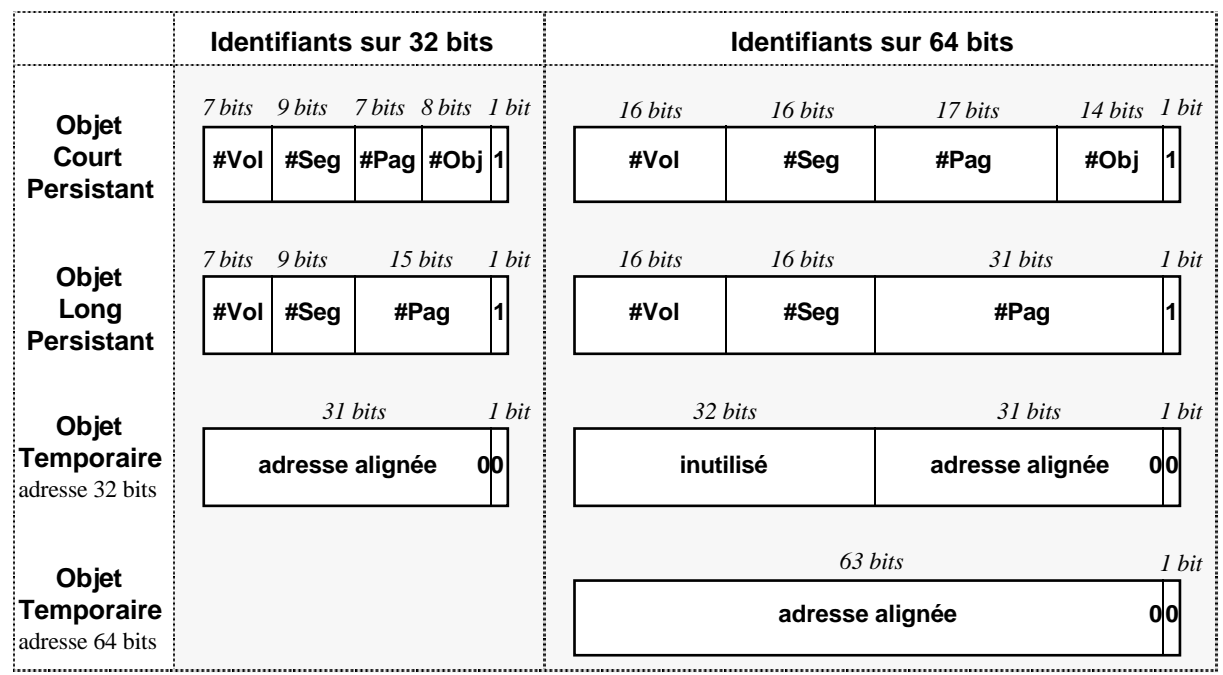 Identifiants sur 32 bits
Identifiants sur 64 bits
Objet
Court
Persistant
7 bits 9 bits 7 bits 8 bits 1 bit
#Vol #Seg #Pag #Obj 1
16 bits 16 bits 17 bits 14 bits 1 bit
#Vol #Seg #Pag #Obj 1
Objet
Long
Persistant
7 bits 9 bits 15 bits 1 bit
#Vol #Seg #Pag 1
16 bits 16 bits 31 bits 1 bit
#Vol #Seg #Pag 1
Objet
Temporaire
adresse 32 bits
31 bits 1 bit
adresse alignée 00
32 bits 31 bits 1 bit
inutilisé adresse alignée 00
Objet
Temporaire
adresse 64 bits
63 bits 1 bit
adresse alignée 00